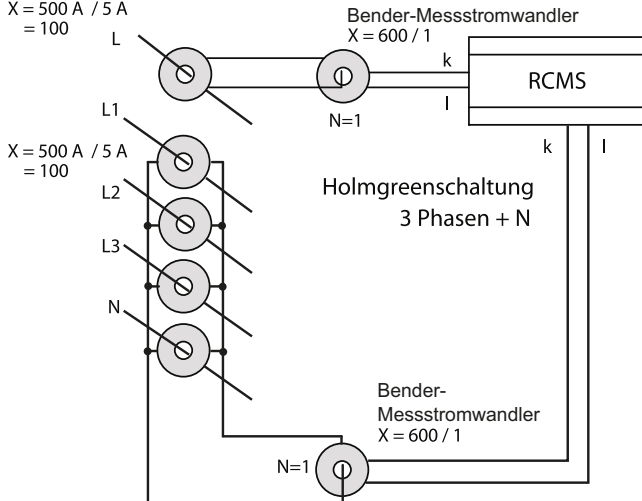 X = 500 A / 5 A
= 100
L
Bender-Messstromwandler
X = 600 / 1
k
l
N=1
RCMS
k
l
L1
X = 500 A / 5 A
= 100
L2
L3
N
Holmgreenschaltung
3 Phasen + N
Bender-
Messstromwandler
X = 600 / 1
N=1